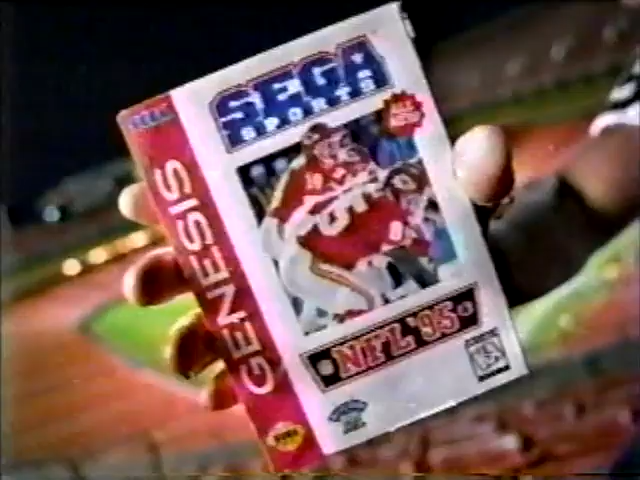 SEGA
SEGA
SPORTS
ALL
NEW!
GENESIS
NFL '95